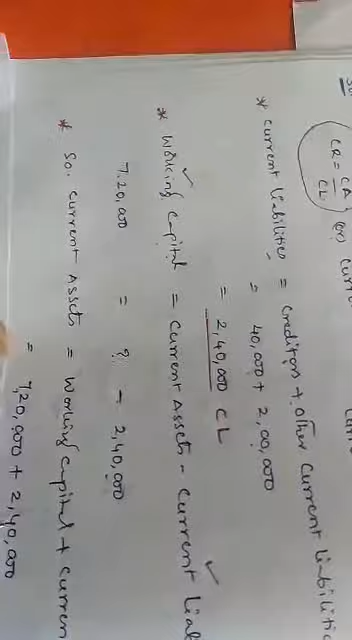 CR = CA/CL (or) Curre
* Current liabilities = Creditors + other Current liabilitie
= 40,000 + 2,00,000
= 2,40,000 CL
* Working Capital = Current Assets - Current Liab
7,20,000 = ? - 2,40,000
* So. Current Assets = Working Capital + Curren
= 7,20,000 + 2,40,000